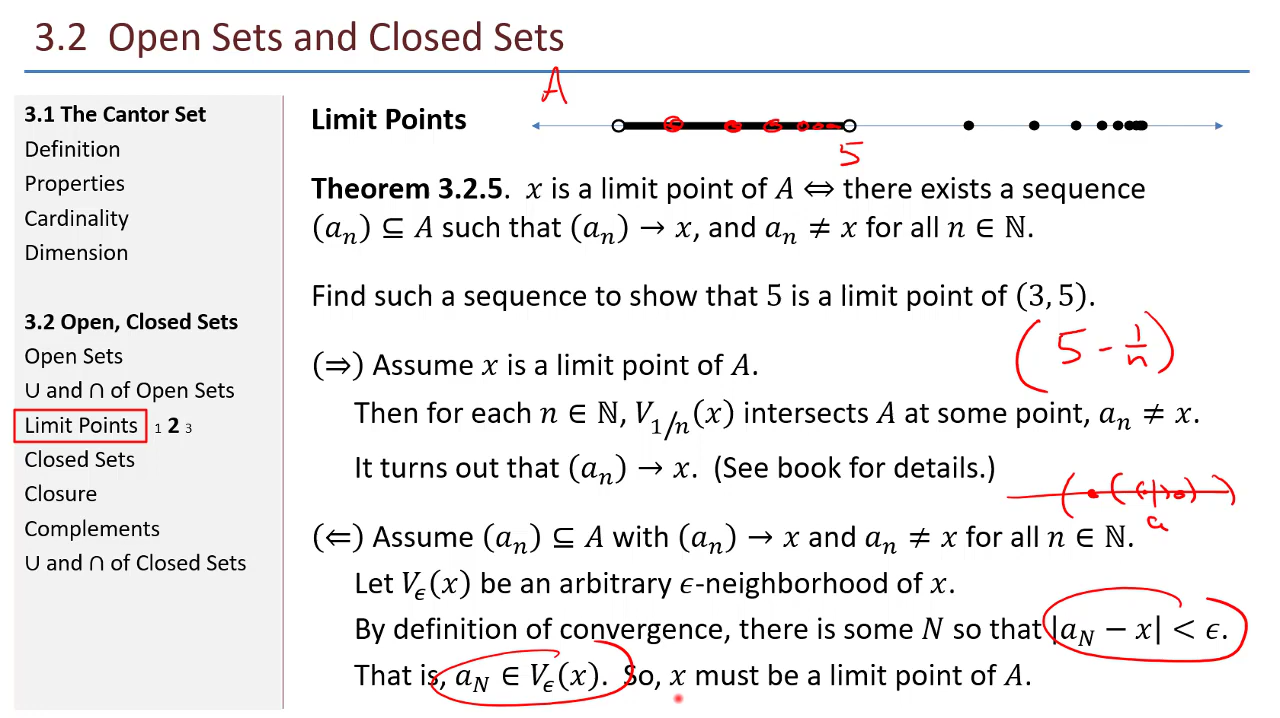 3.2 Open Sets and Closed Sets
3.1 The Cantor Set
Definition
Properties
Cardinality
Dimension
3.2 Open, Closed Sets
Open Sets
∪ and ∩ of Open Sets
Limit Points 1 2 3
Closed Sets
Closure
Complements
∪ and ∩ of Closed Sets
A
Limit Points
5
Theorem 3.2.5. x is a limit point of A ⇔ there exists a sequence
(aₙ) ⊆ A such that (aₙ) → x, and aₙ ≠ x for all n ∈ ℕ.
Find such a sequence to show that 5 is a limit point of (3, 5).
(5 - 1/n)
(⇒) Assume x is a limit point of A.
Then for each n ∈ ℕ, V_{1/n}(x) intersects A at some point, aₙ ≠ x.
It turns out that (aₙ) → x. (See book for details.)
a
(⇐) Assume (aₙ) ⊆ A with (aₙ) → x and aₙ ≠ x for all n ∈ ℕ.
Let V_ϵ(x) be an arbitrary ϵ-neighborhood of x.
By definition of convergence, there is some N so that |a_N − x| < ϵ.
That is, a_N ∈ V_ϵ(x). So, x must be a limit point of A.